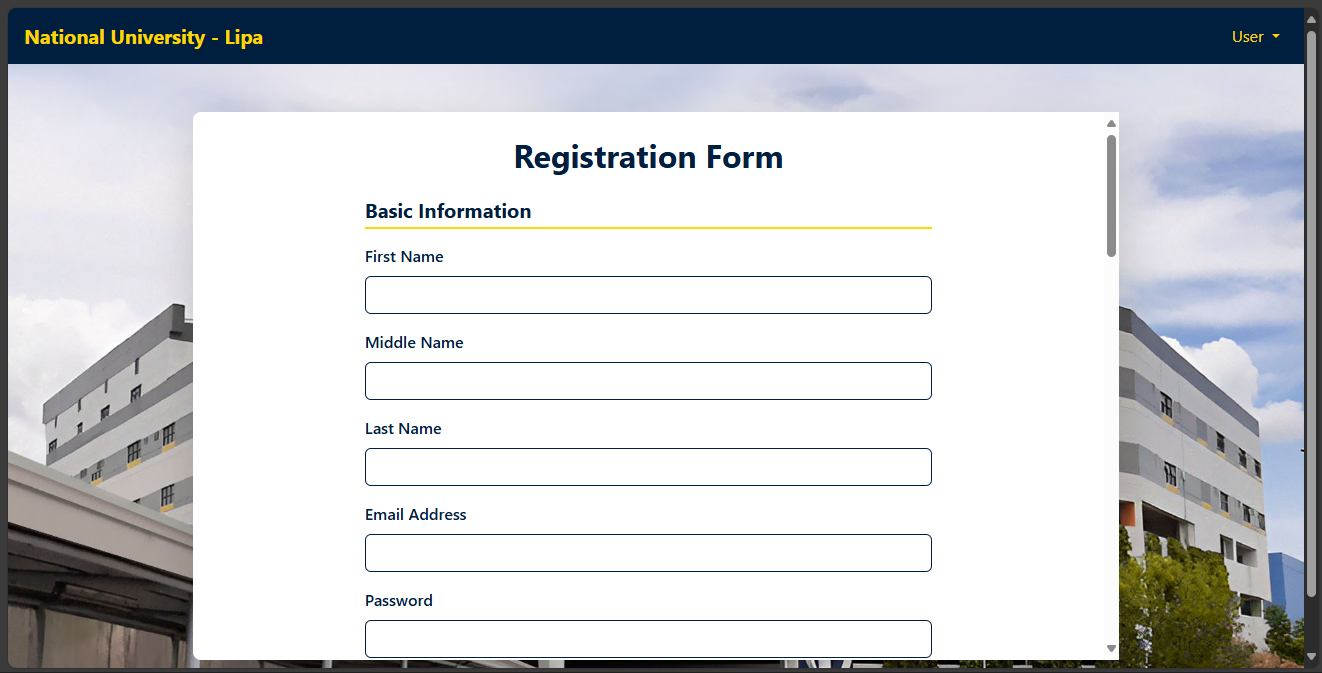 National University - Lipa
User
Registration Form
Basic Information
First Name
Middle Name
Last Name
Email Address
Password